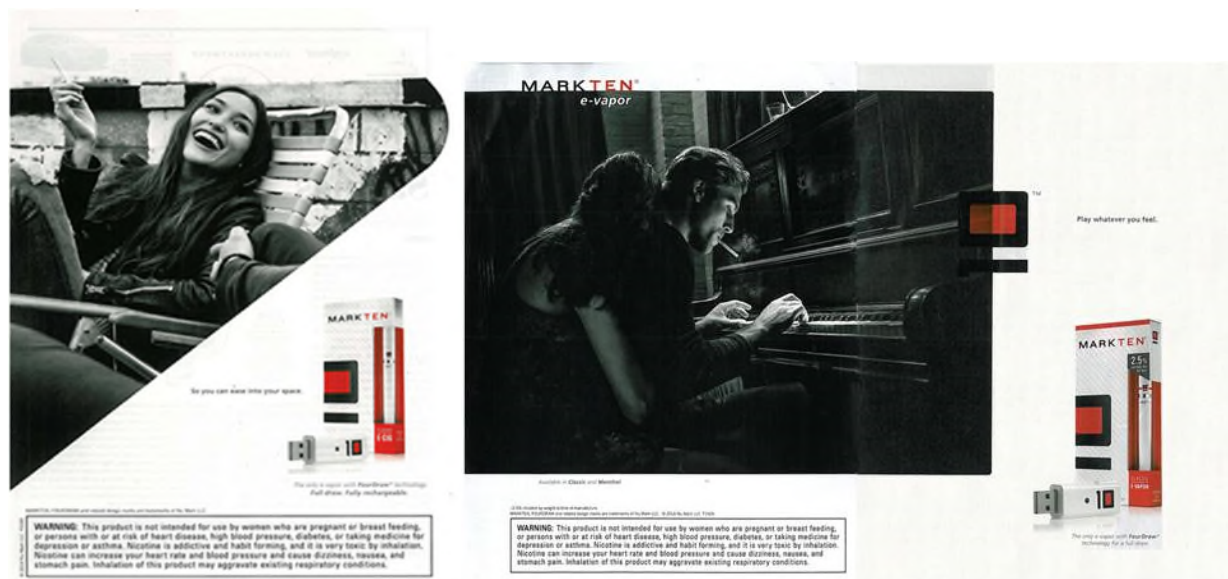 So you can ease into your space.
MARKTEN
E-CIG
The only e-vapor with FourDraw™ technology.
Full draw. Fully rechargeable.
WARNING: This product is not intended for use by women who are pregnant or breast feeding,
or persons with or at risk of heart disease, high blood pressure, diabetes, or taking medicine for
depression or asthma. Nicotine is addictive and habit forming, and it is very toxic by inhalation.
Nicotine can increase your heart rate and blood pressure and cause dizziness, nausea, and
stomach pain. Inhalation of this product may aggravate existing respiratory conditions.
MARKTEN®
e-vapor
TM
Play whatever you feel.
MARKTEN
2.5%
E-VAPOR
The only e-vapor with FourDraw™
technology for a full draw.
Available in Classic and Menthol
WARNING: This product is not intended for use by women who are pregnant or breast feeding,
or persons with or at risk of heart disease, high blood pressure, diabetes, or taking medicine for
depression or asthma. Nicotine is addictive and habit forming, and it is very toxic by inhalation.
Nicotine can increase your heart rate and blood pressure and cause dizziness, nausea, and
stomach pain. Inhalation of this product may aggravate existing respiratory conditions.